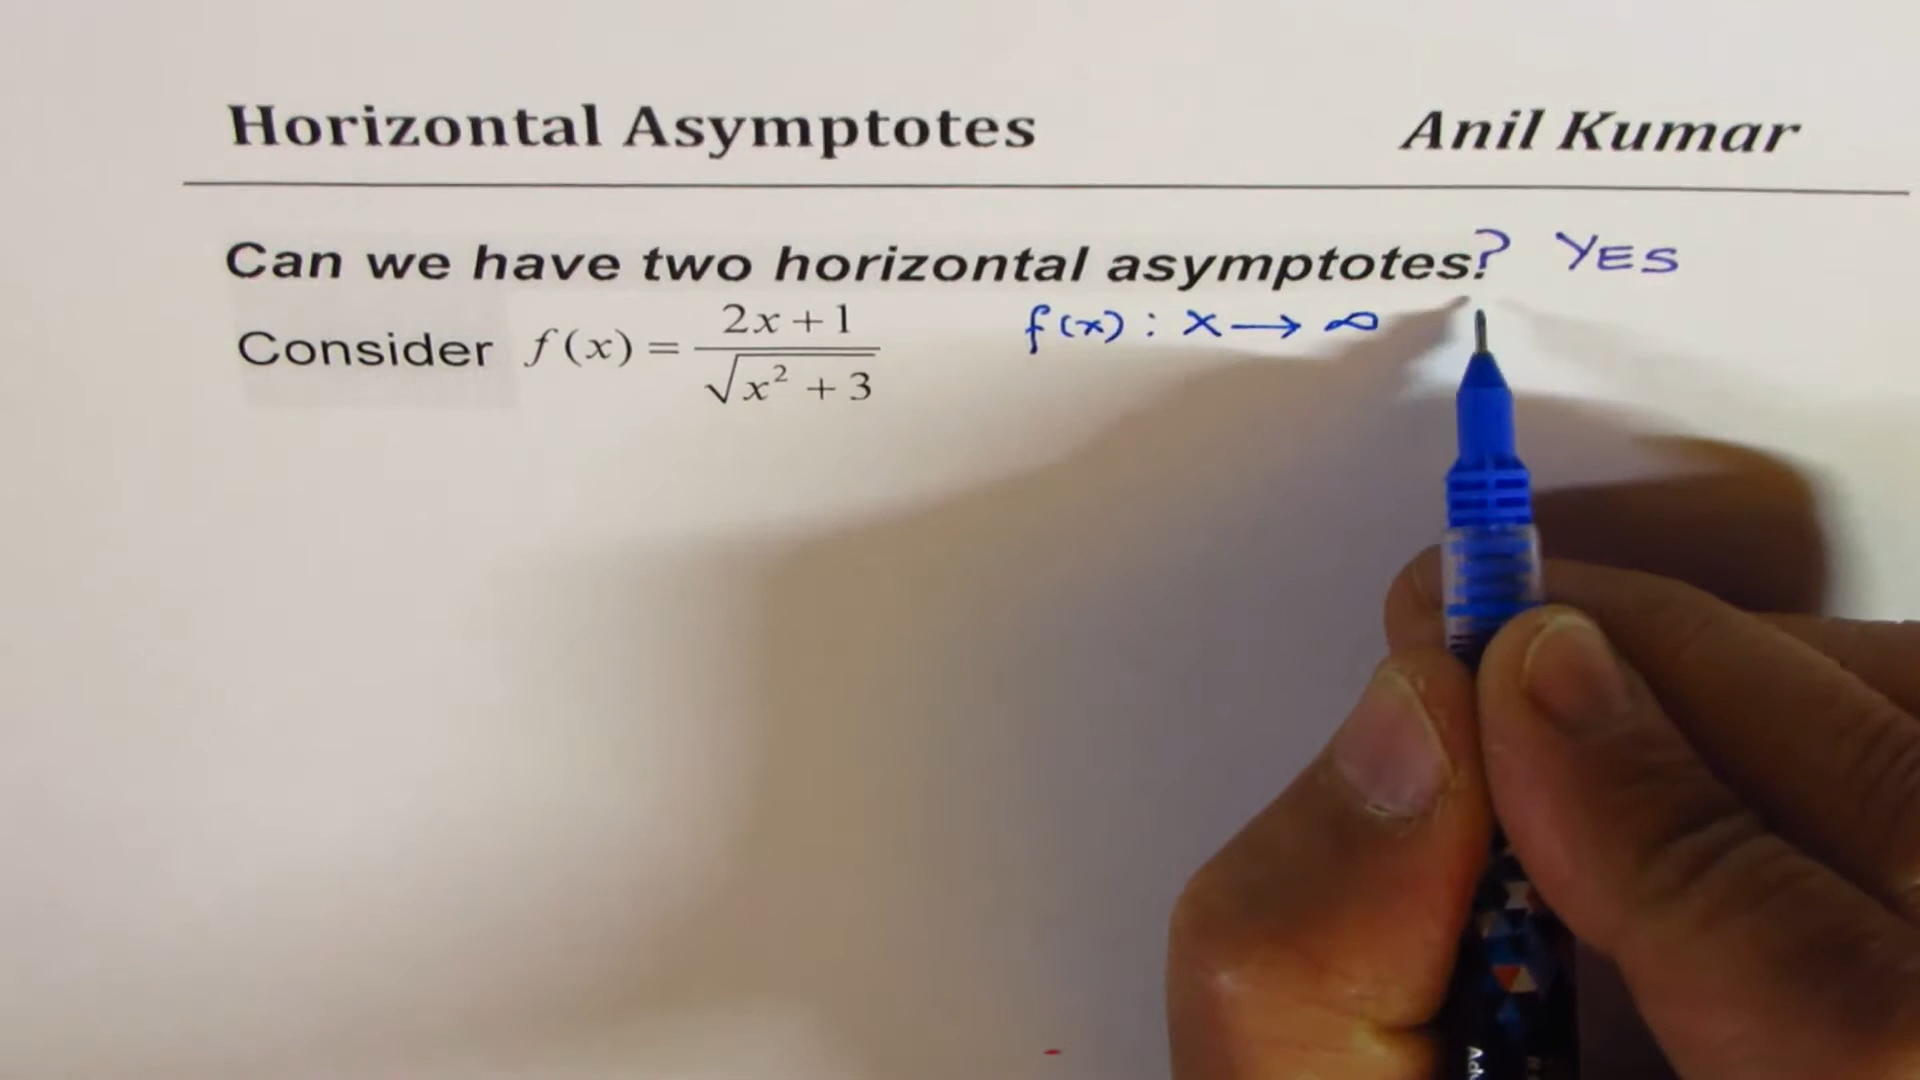 Horizontal Asymptotes Anil Kumar
Can we have two horizontal asymptotes? YES
Consider f(x) = (2x+1)/√(x² + 3) f(x) : x → ∞